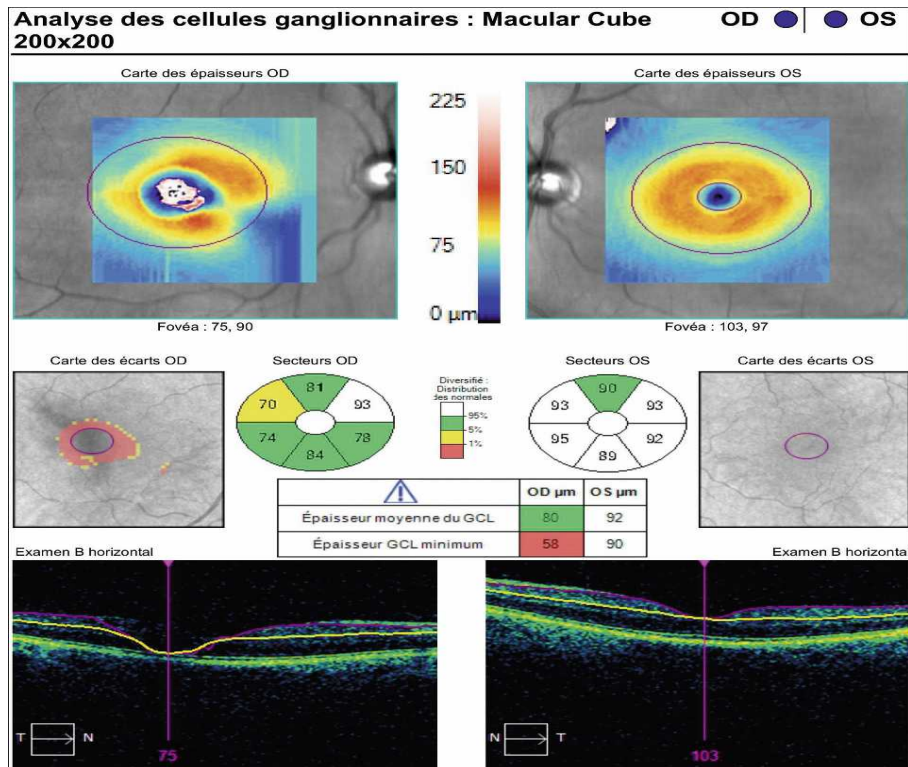 Analyse des cellules ganglionnaires : Macular Cube
200x200
OD OS
Carte des épaisseurs OD
Carte des épaisseurs OS
225
150
75
0 µm
Fovéa : 75, 90
Fovéa : 103, 97
Carte des écarts OD
Secteurs OD
Secteurs OS
Carte des écarts OS
81
70
93
74
78
84
Diversifié :
Distribution
des normales
95%
5%
1%
90
93
93
95
92
89
OD µm
OS µm
Épaisseur moyenne du GCL
80
92
Épaisseur GCL minimum
58
90
Examen B horizontal
Examen B horizonta
T N
75
N T
103